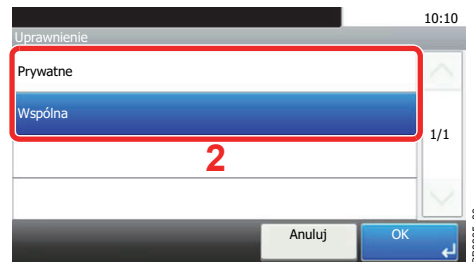 10:10
Uprawnienie
Prywatne
Wspólna
1/1
2
Anuluj
OK